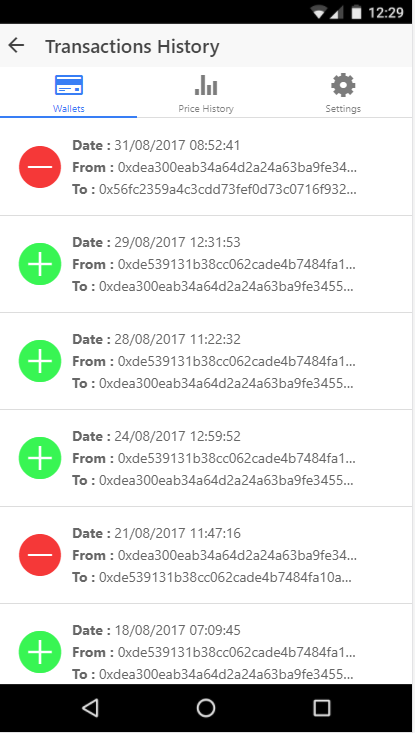 12:29
Transactions History
Wallets Price History Settings
Date : 31/08/2017 08:52:41
From : 0xdea300eab34a64d2a24a63ba9fe34...
To : 0x56fc2359a4c3cdd73fef0d73c0716f932...
Date : 29/08/2017 12:31:53
From : 0xde539131b38cc062cade4b7484fa1...
To : 0xdea300eab34a64d2a24a63ba9fe3455...
Date : 28/08/2017 11:22:32
From : 0xde539131b38cc062cade4b7484fa1...
To : 0xdea300eab34a64d2a24a63ba9fe3455...
Date : 24/08/2017 12:59:52
From : 0xde539131b38cc062cade4b7484fa1...
To : 0xdea300eab34a64d2a24a63ba9fe3455...
Date : 21/08/2017 11:47:16
From : 0xdea300eab34a64d2a24a63ba9fe34...
To : 0xde539131b38cc062cade4b7484fa10a...
Date : 18/08/2017 07:09:45
From : 0xde539131b38cc062cade4b7484fa1...
To : 0xdea300eab34a64d2a24a63ba9fe3455...